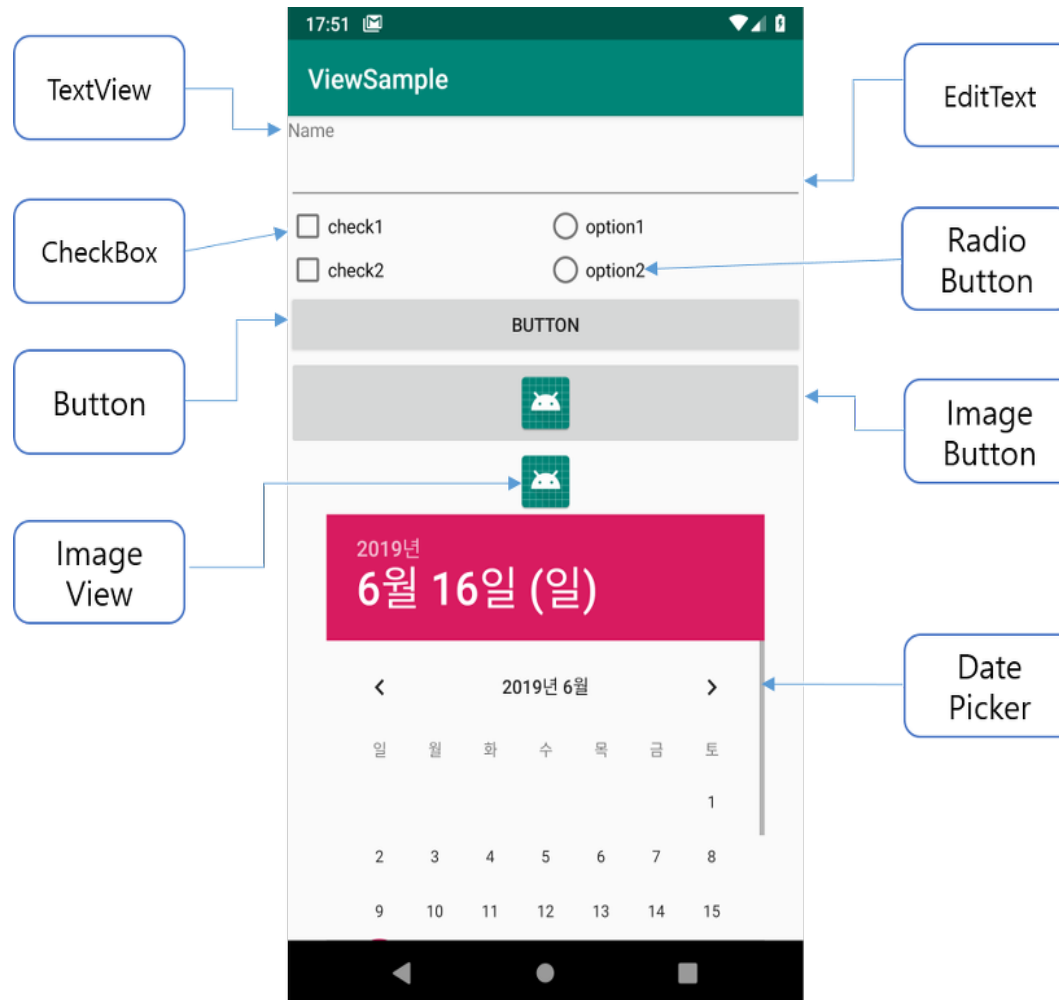 17:51
ViewSample
TextView
EditText
Name
CheckBox
check1
option1
check2
option2
Radio
Button
BUTTON
Button
Image
Button
Image
View
2019년
6월 16일 (일)
2019년 6월
Date
Picker
일 월 화 수 목 금 토
1
2 3 4 5 6 7 8
9 10 11 12 13 14 15